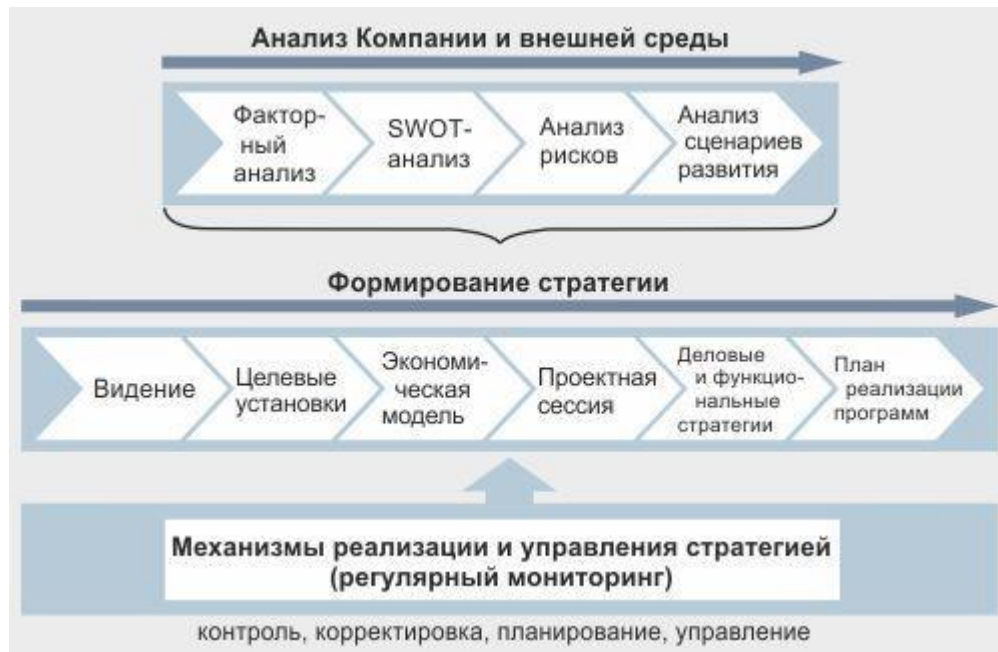 Анализ Компании и внешней среды
Фактор-
ный
анализ
SWOT-
анализ
Анализ
рисков
Анализ
сценариев
развития
Формирование стратегии
Видение
Целевые
установки
Экономи-
ческая
модель
Проектная
сессия
Деловые
и функцио-
нальные
стратегии
План
реализации
программ
Механизмы реализации и управления стратегией
(регулярный мониторинг)
контроль, корректировка, планирование, управление